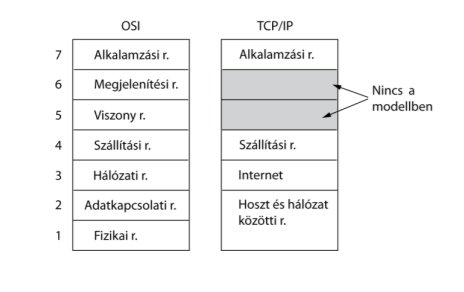 OSI TCP/IP
7 Alkalamzási r. Alkalamzási r.
6 Megjelenítési r.
5 Viszony r.
Nincs a
modellben
4 Szállítási r. Szállítási r.
3 Hálózati r. Internet
2 Adatkapcsolati r. Hoszt és hálózat
közötti r.
1 Fizikai r.